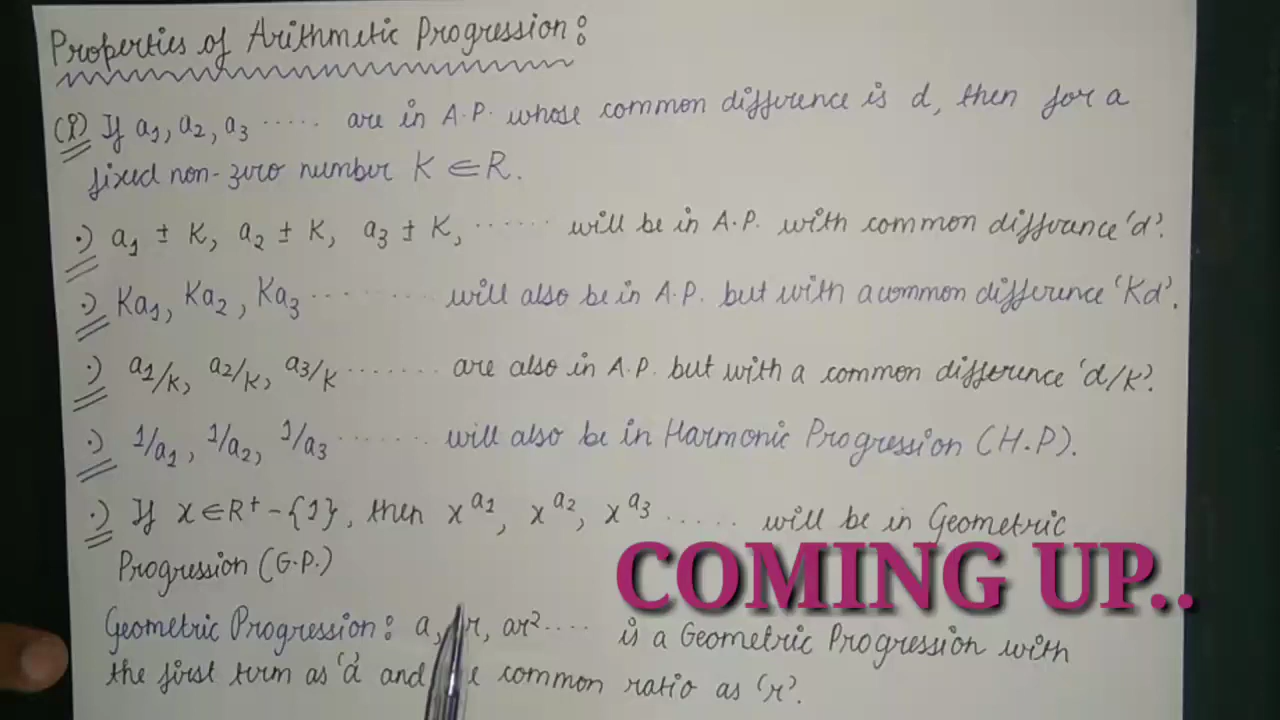 Properties of Arithmetic Progression:
(i) If a₁, a₂, a₃ ..... are in A.P. whose common difference is d, then for a
fixed non-zero number K ∈ R.
•) a₁ ± K, a₂ ± K, a₃ ± K, ...... will be in A.P. with common diffrance 'd'.
•) Ka₁, Ka₂, Ka₃ ........ will also be in A.P. but with a common difference 'Kd'.
•) a₁/K, a₂/K, a₃/K ....... are also in A.P. but with a common difference 'd/K'.
•) 1/a₁, 1/a₂, 1/a₃ ....... will also be in Harmonic Progression (H.P).
•) If x ∈ R⁺ - {1}, then x^a₁, x^a₂, x^a₃ ...... will be in Geometric
Progression (G.P.)
COMING UP..
Geometric Progression: a, r, ar² .... is a Geometric Progression with
the first term as 'a' and common ratio as 'r'.